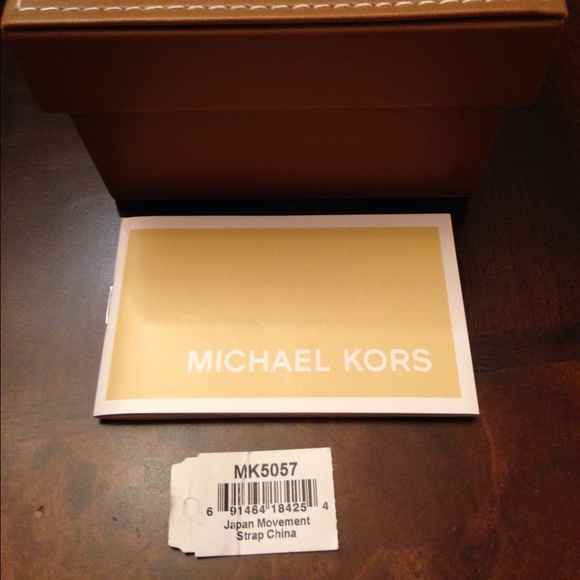 MICHAEL KORS
MK5057
6 91464 18425 4
Japan Movement
Strap China